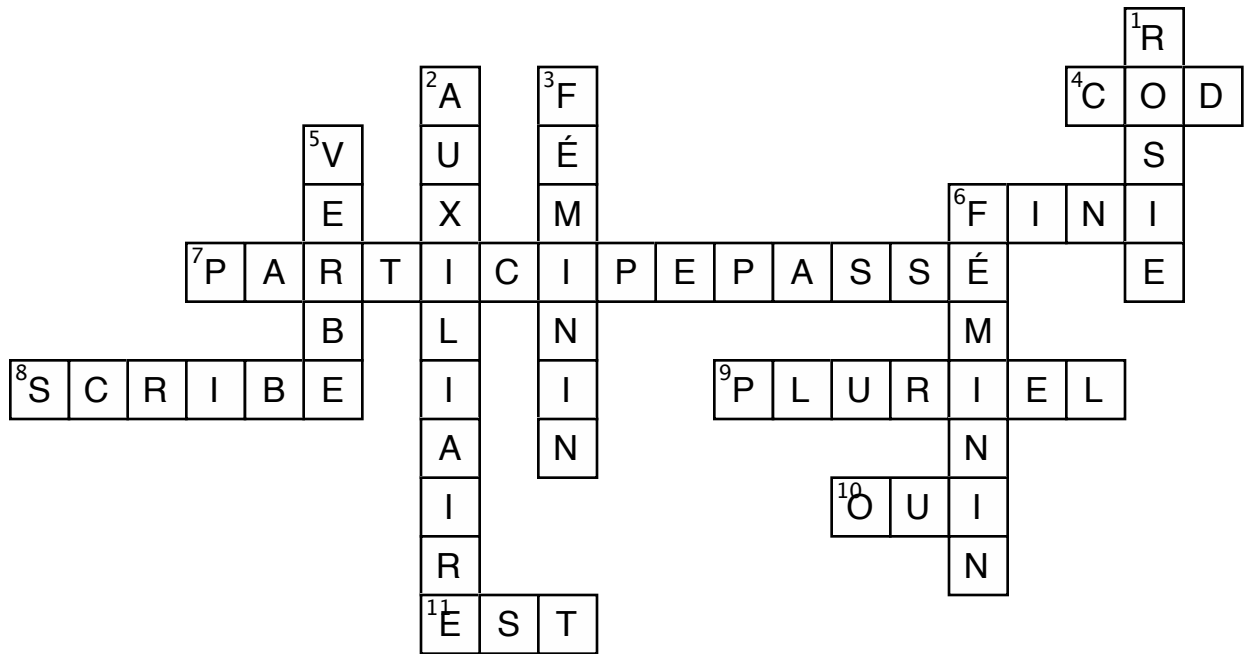 1 R
2 A 3 F 4 C O D
5 V U É S
E X M 6 F I N I
7 P A R T I C I P E P A S S É E
B L N M
8 S C R I B E I I 9 P L U R I E L
A N N
I 10 O U I
R N
11 E S T